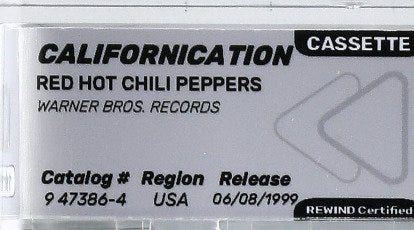 CALIFORNICATION
CASSETTE
RED HOT CHILI PEPPERS
WARNER BROS. RECORDS
Catalog # Region Release
9 47386-4 USA 06/08/1999
REWIND Certified